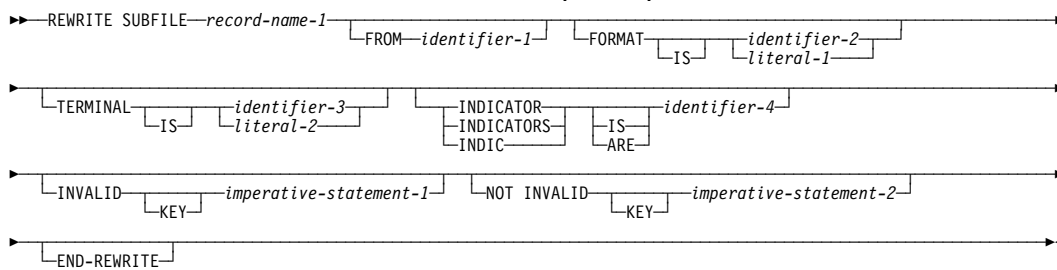 REWRITE SUBFILE record-name-1 FROM identifier-1 FORMAT IS identifier-2 literal-1
TERMINAL IS identifier-3 literal-2 INDICATOR INDICATORS INDIC IS ARE identifier-4
INVALID KEY imperative-statement-1 NOT INVALID KEY imperative-statement-2
END-REWRITE